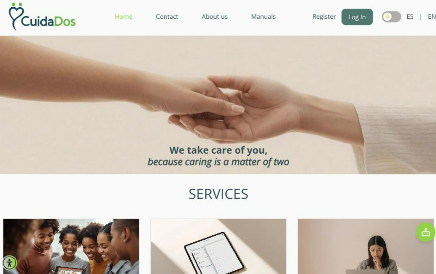 CuidaDos
Home
Contact
About us
Manuals
Register
Log In
ES
|
EN
We take care of you,
because caring is a matter of two
SERVICES